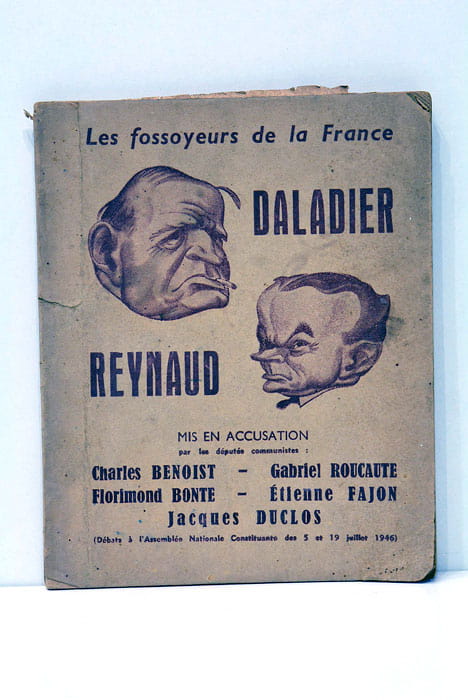 Les fossoyeurs de la France
DALADIER
REYNAUD
MIS EN ACCUSATION
par les députés communistes :
Charles BENOIST – Gabriel ROUCAUTE
Florimond BONTE – Étienne FAJON
Jacques DUCLOS
(Débats à l'Assemblée Nationale Constituante des 5 et 19 juillet 1946)